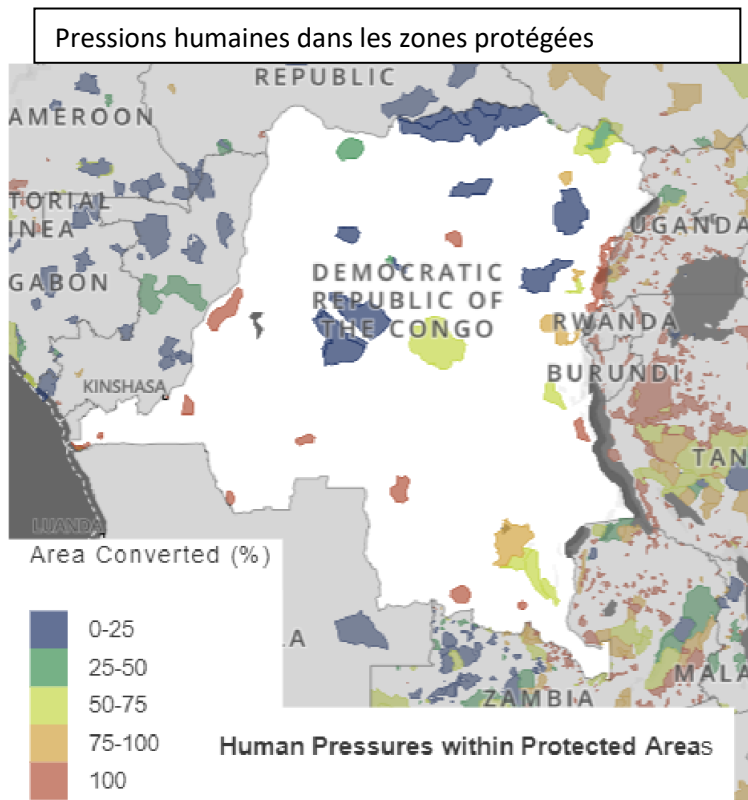 Pressions humaines dans les zones protégées
REPUBLIC
AMEROON
TORIAL
INEA
UGANDA
GABON
DEMOCRATIC
REPUBLIC OF
THE CONGO
RWANDA
KINSHASA
BURUNDI
TAN
LUANDA
Area Converted (%)
0-25
25-50
50-75
75-100
100
.A
MALA
ZAMBIA
Human Pressures within Protected Areas